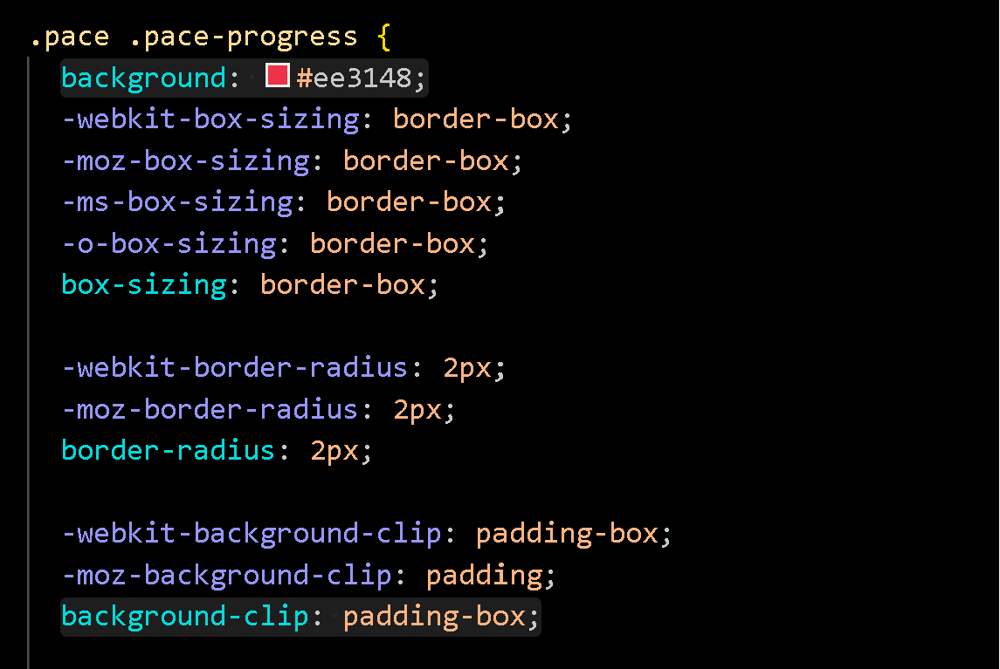 .pace .pace-progress {
background: #ee3148;
-webkit-box-sizing: border-box;
-moz-box-sizing: border-box;
-ms-box-sizing: border-box;
-o-box-sizing: border-box;
box-sizing: border-box;
-webkit-border-radius: 2px;
-moz-border-radius: 2px;
border-radius: 2px;
-webkit-background-clip: padding-box;
-moz-background-clip: padding;
background-clip: padding-box;